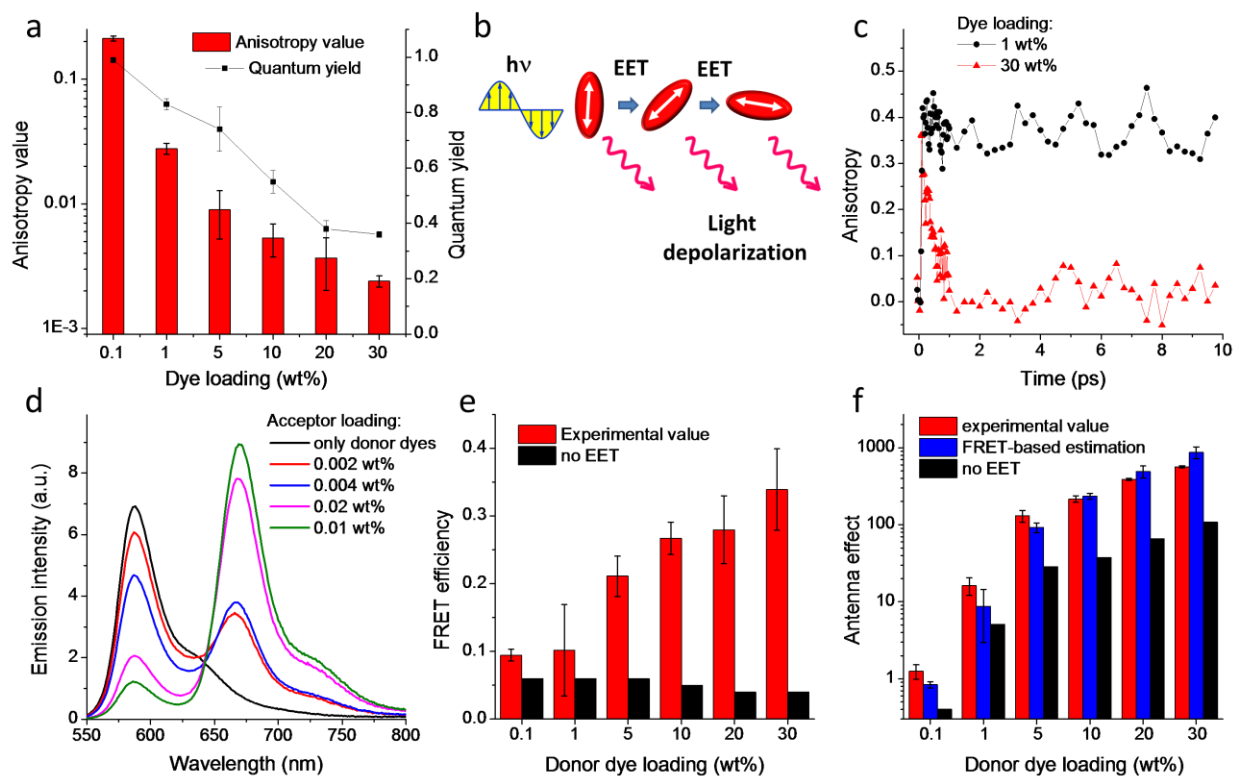 a
Anisotropy value
Quantum yield
0.1
0.01
1E-3
Anisotropy value
1.0
0.8
0.6
0.4
0.2
0.0
Quantum yield
0.1 1 5 10 20 30
Dye loading (wt%)
b
hν
EET
EET
Light
depolarization
c
Dye loading:
1 wt%
30 wt%
0.5
0.4
0.3
0.2
0.1
0.0
Anisotropy
0 2 4 6 8 10
Time (ps)
d
Acceptor loading:
only donor dyes
0.002 wt%
0.004 wt%
0.02 wt%
0.01 wt%
8
6
4
2
0
Emission intensity (a.u.)
550 600 650 700 750 800
Wavelength (nm)
e
Experimental value
no EET
0.4
0.3
0.2
0.1
0.0
FRET efficiency
0.1 1 5 10 20 30
Donor dye loading (wt%)
f
experimental value
FRET-based estimation
no EET
1000
100
10
1
Antenna effect
0.1 1 5 10 20 30
Donor dye loading (wt%)